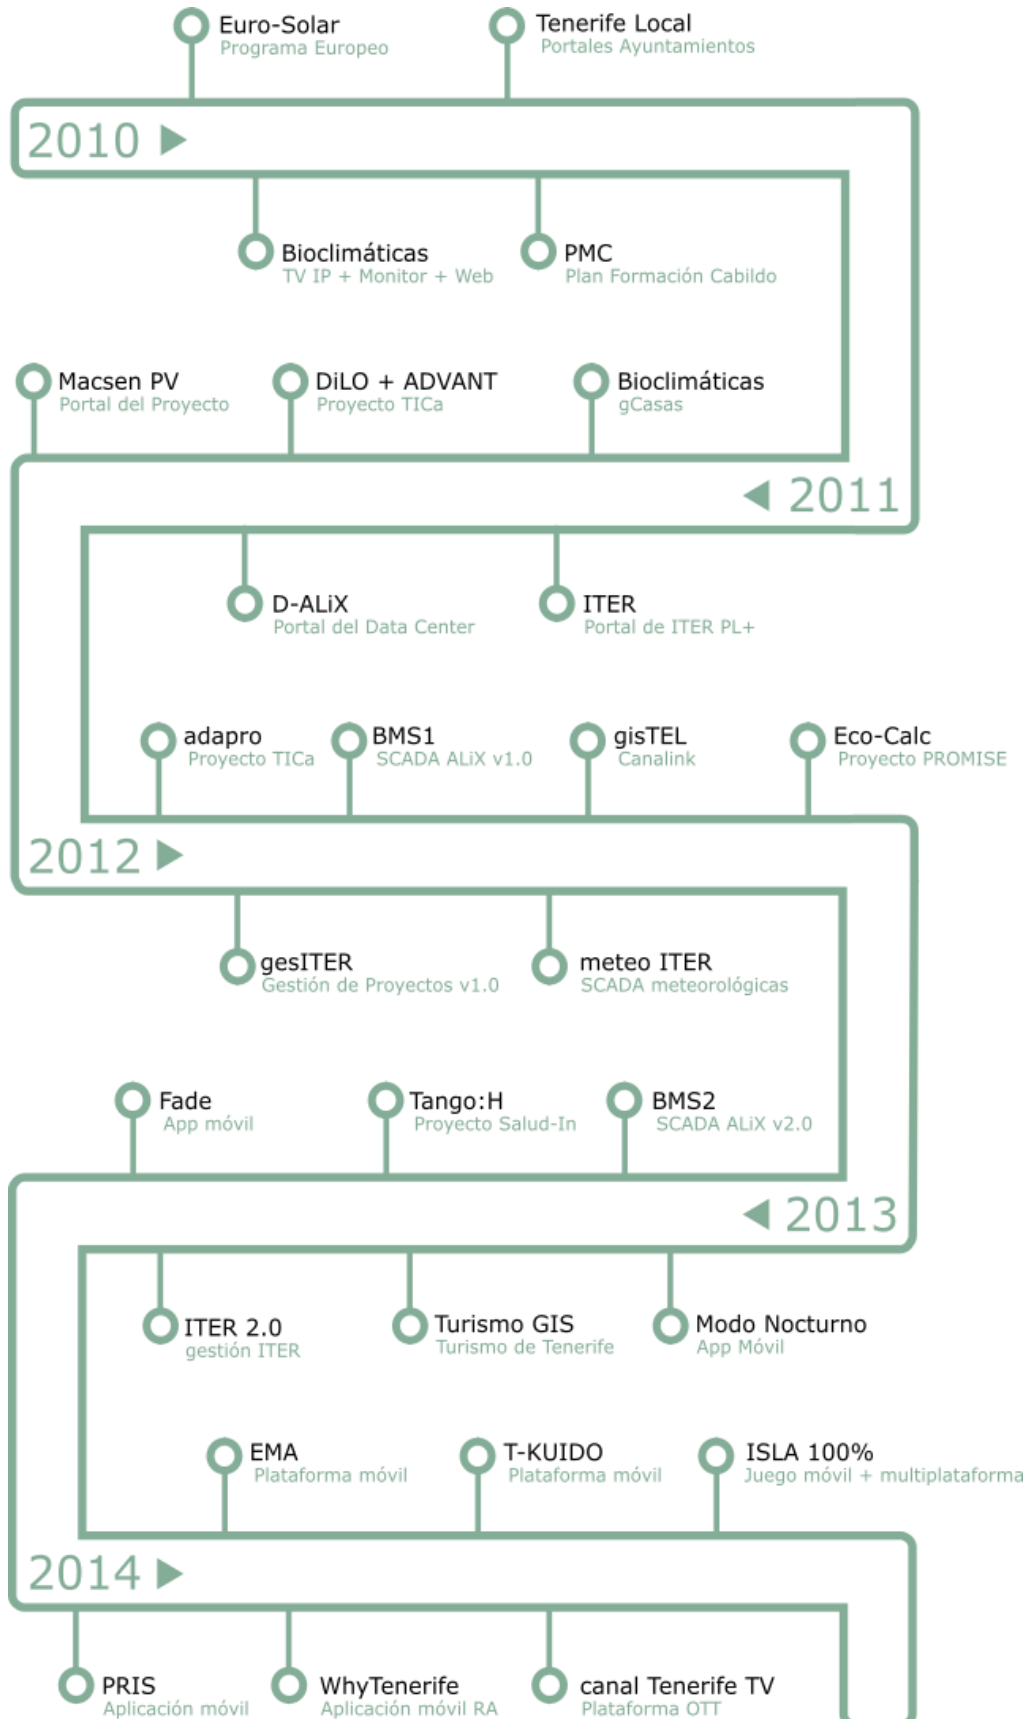 Euro-Solar
Programa Europeo
Tenerife Local
Portales Ayuntamientos
2010
Bioclimáticas
TV IP + Monitor + Web
PMC
Plan Formación Cabildo
Macsen PV
Portal del Proyecto
DiLO + ADVANT
Proyecto TICa
Bioclimáticas
gCasas
2011
D-ALiX
Portal del Data Center
ITER
Portal de ITER PL+
adapro
Proyecto TICa
BMS1
SCADA ALiX v1.0
gisTEL
Canalink
Eco-Calc
Proyecto PROMISE
2012
gesITER
Gestión de Proyectos v1.0
meteo ITER
SCADA meteorológicas
Fade
App móvil
Tango:H
Proyecto Salud-In
BMS2
SCADA ALiX v2.0
2013
ITER 2.0
gestión ITER
Turismo GIS
Turismo de Tenerife
Modo Nocturno
App Móvil
EMA
Plataforma móvil
T-KUIDO
Plataforma móvil
ISLA 100%
Juego móvil + multiplataforma
2014
PRIS
Aplicación móvil
WhyTenerife
Aplicación móvil RA
canal Tenerife TV
Plataforma OTT